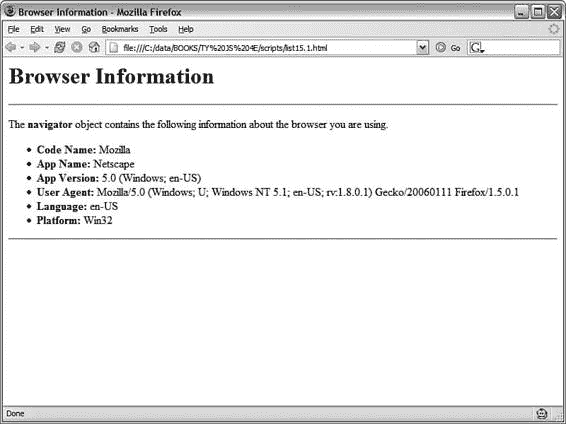 Browser Information - Mozilla Firefox
File Edit View Go Bookmarks Tools Help
file:///C:/data/BOOKS/TY%20JS%204E/scripts/list15.1.html Go G
Browser Information
The navigator object contains the following information about the browser you are using.
Code Name: Mozilla
App Name: Netscape
App Version: 5.0 (Windows; en-US)
User Agent: Mozilla/5.0 (Windows; U; Windows NT 5.1; en-US; rv:1.8.0.1) Gecko/20060111 Firefox/1.5.0.1
Language: en-US
Platform: Win32
Done